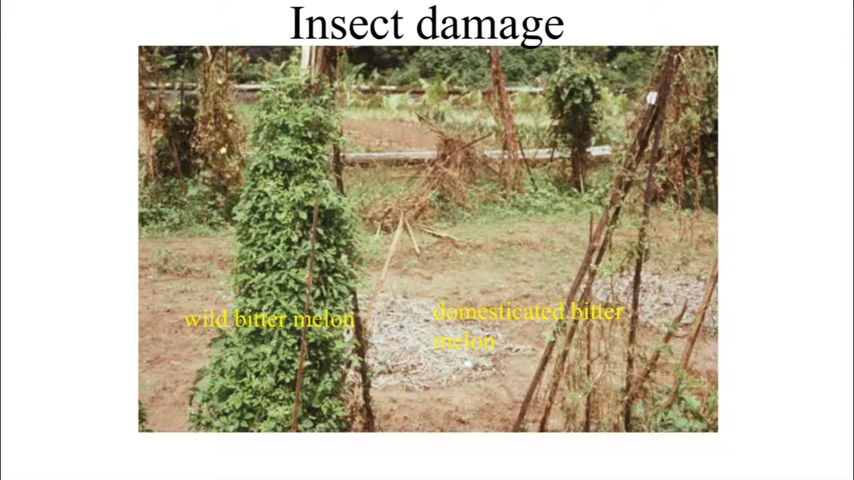 Insect damage
wild bitter melon
domesticated bitter
melon